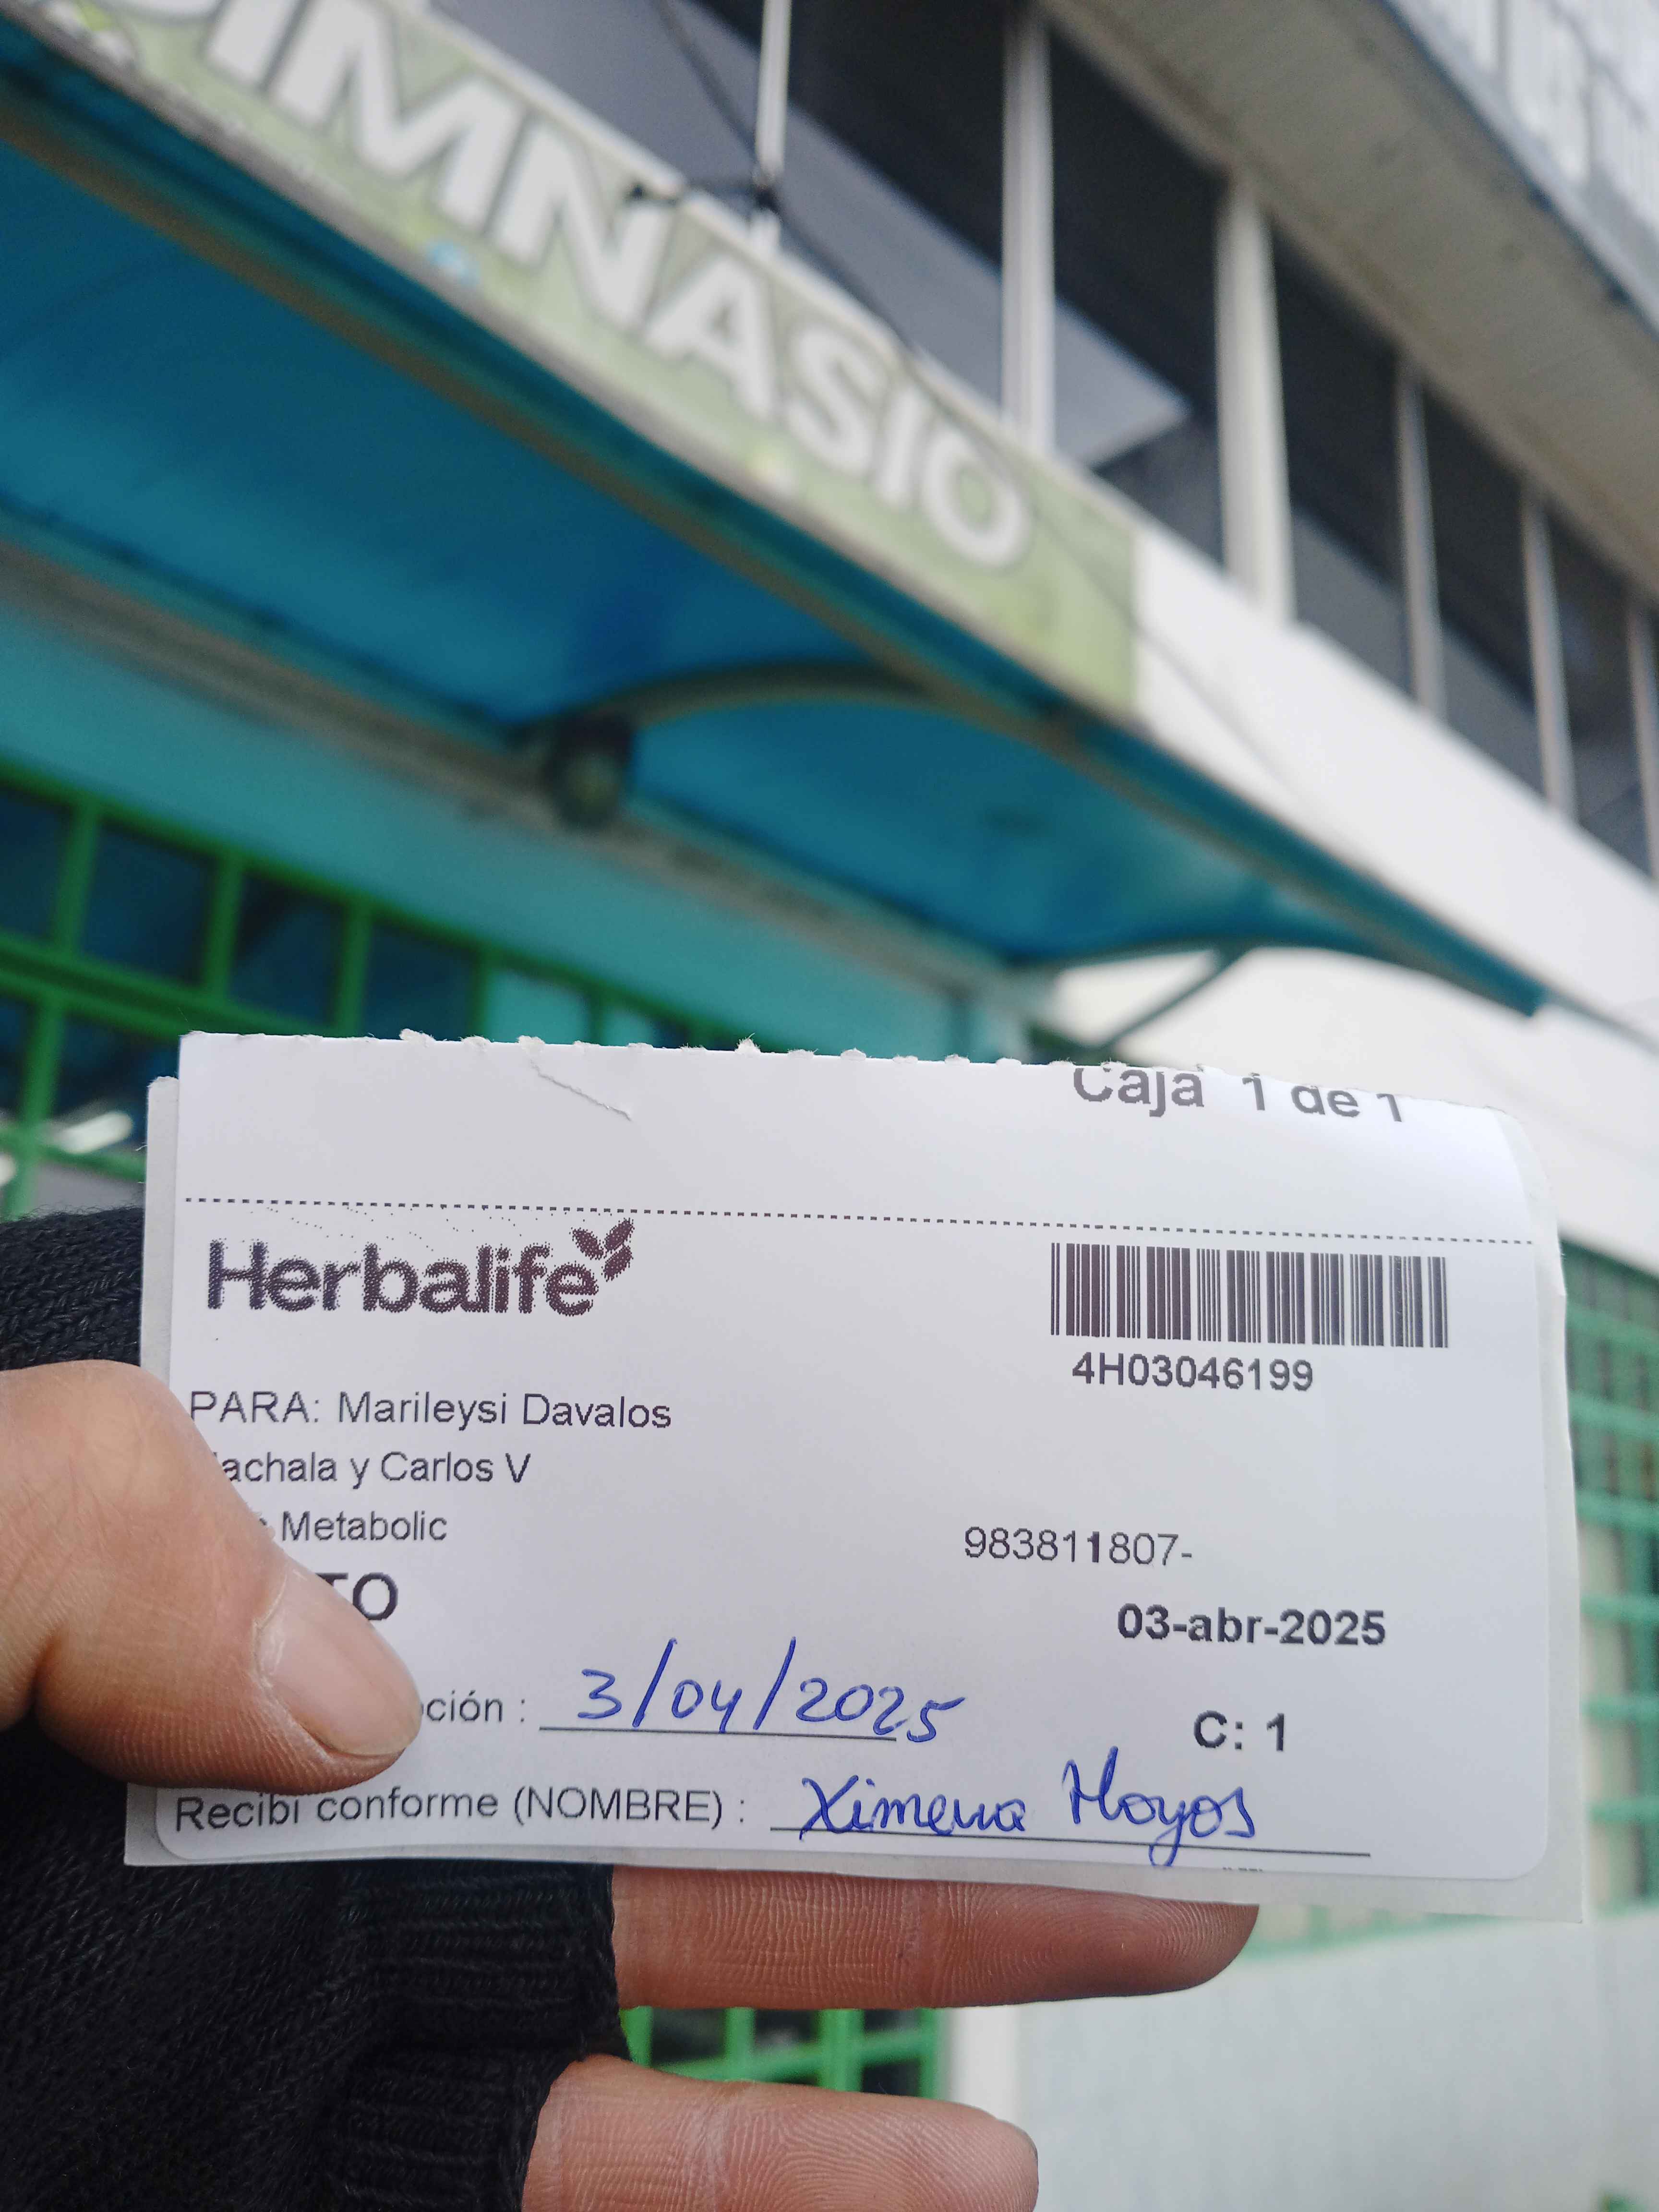 GIMNASIO
Caja 1 de 1
Herbalife
4H03046199
PARA: Marileysi Davalos
achala y Carlos V
Metabolic
983811807-
TO
03-abr-2025
ción : 3/04/2025
C: 1
Recibi conforme (NOMBRE) : Ximena Hoyos